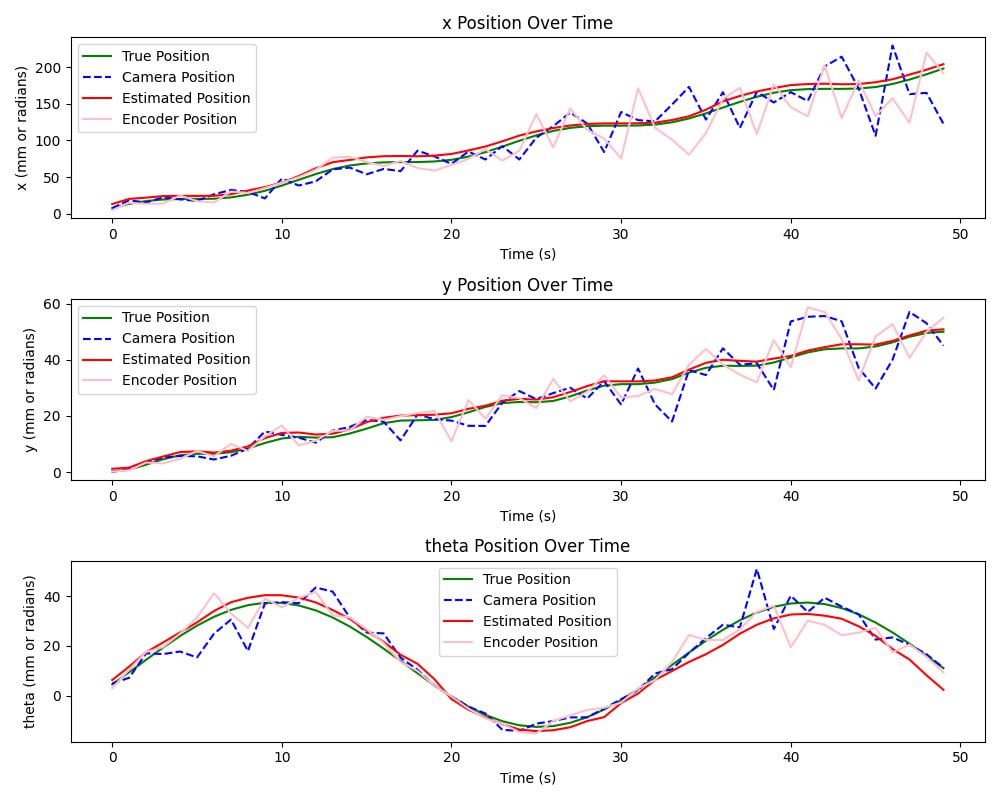 x Position Over Time
x (mm or radians)
200
150
100
50
0
True Position
Camera Position
Estimated Position
Encoder Position
0 10 20 30 40 50
Time (s)
y Position Over Time
y (mm or radians)
60
40
20
0
True Position
Camera Position
Estimated Position
Encoder Position
0 10 20 30 40 50
Time (s)
theta Position Over Time
theta (mm or radians)
40
20
0
True Position
Camera Position
Estimated Position
Encoder Position
0 10 20 30 40 50
Time (s)